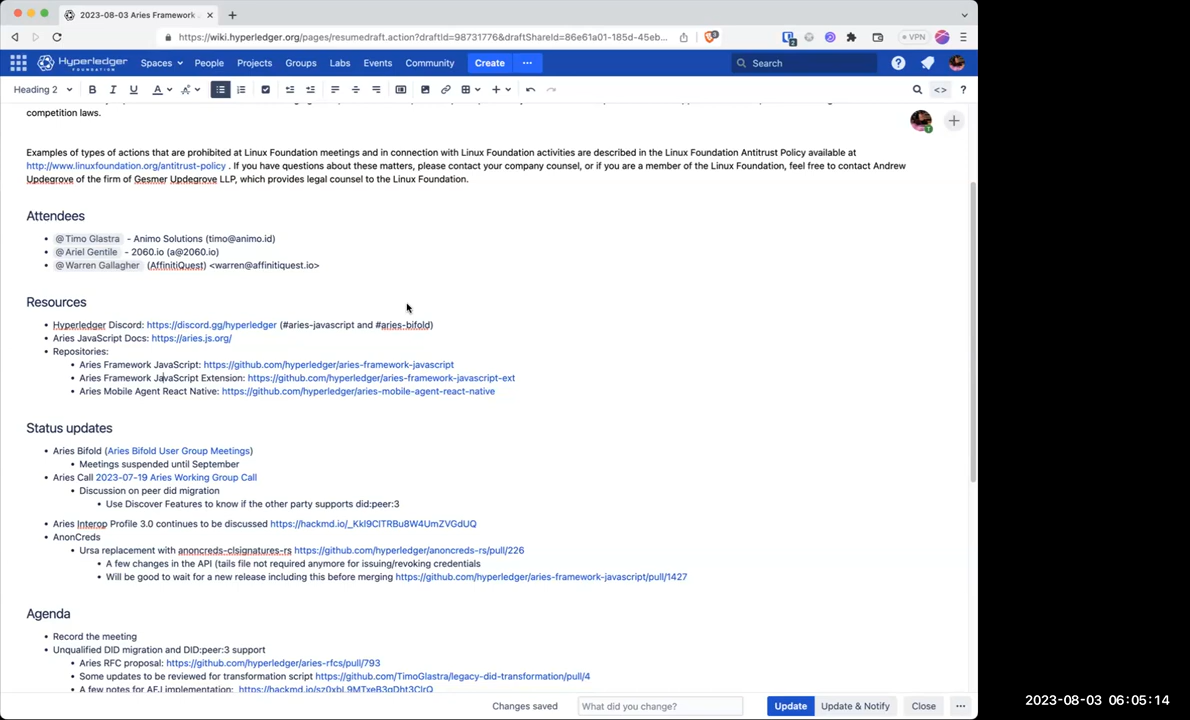 2023-08-03 Aries Framework
https://wiki.hyperledger.org/pages/resumedraft.action?draftId=98731776&draftShareId=86e61a01-185d-45eb...
VPN
HYPERLEDGER FOUNDATION Spaces People Projects Groups Labs Events Community Create ... Search
Heading 2 B I U A
competition laws.
Examples of types of actions that are prohibited at Linux Foundation meetings and in connection with Linux Foundation activities are described in the Linux Foundation Antitrust Policy available at
http://www.linuxfoundation.org/antitrust-policy . If you have questions about these matters, please contact your company counsel, or if you are a member of the Linux Foundation, feel free to contact Andrew
Updegrove of the firm of Gesmer Updegrove LLP, which provides legal counsel to the Linux Foundation.
Attendees
• @Timo Glastra - Animo Solutions (timo@animo.id)
• @Ariel Gentile - 2060.io (a@2060.io)
• @Warren Gallagher (AffinitiQuest) <warren@affinitiquest.io>
Resources
• Hyperledger Discord: https://discord.gg/hyperledger (#aries-javascript and #aries-bifold)
• Aries JavaScript Docs: https://aries.js.org/
• Repositories:
• Aries Framework JavaScript: https://github.com/hyperledger/aries-framework-javascript
• Aries Framework JavaScript Extension: https://github.com/hyperledger/aries-framework-javascript-ext
• Aries Mobile Agent React Native: https://github.com/hyperledger/aries-mobile-agent-react-native
Status updates
• Aries Bifold (Aries Bifold User Group Meetings)
• Meetings suspended until September
• Aries Call 2023-07-19 Aries Working Group Call
• Discussion on peer did migration
• Use Discover Features to know if the other party supports did:peer:3
• Aries Interop Profile 3.0 continues to be discussed https://hackmd.io/_KkI9ClTRBu8W4UmZVGdUQ
• AnonCreds
• Ursa replacement with anoncreds-clsignatures-rs https://github.com/hyperledger/anoncreds-rs/pull/226
• A few changes in the API (tails file not required anymore for issuing/revoking credentials
• Will be good to wait for a new release including this before merging https://github.com/hyperledger/aries-framework-javascript/pull/1427
Agenda
• Record the meeting
• Unqualified DID migration and DID:peer:3 support
• Aries RFC proposal: https://github.com/hyperledger/aries-rfcs/pull/793
• Some updates to be reviewed for transformation script https://github.com/TimoGlastra/legacy-did-transformation/pull/4
• A few notes for AFJ implementation:
Changes saved What did you change? Update Update & Notify Close ...
2023-08-03 06:05:14